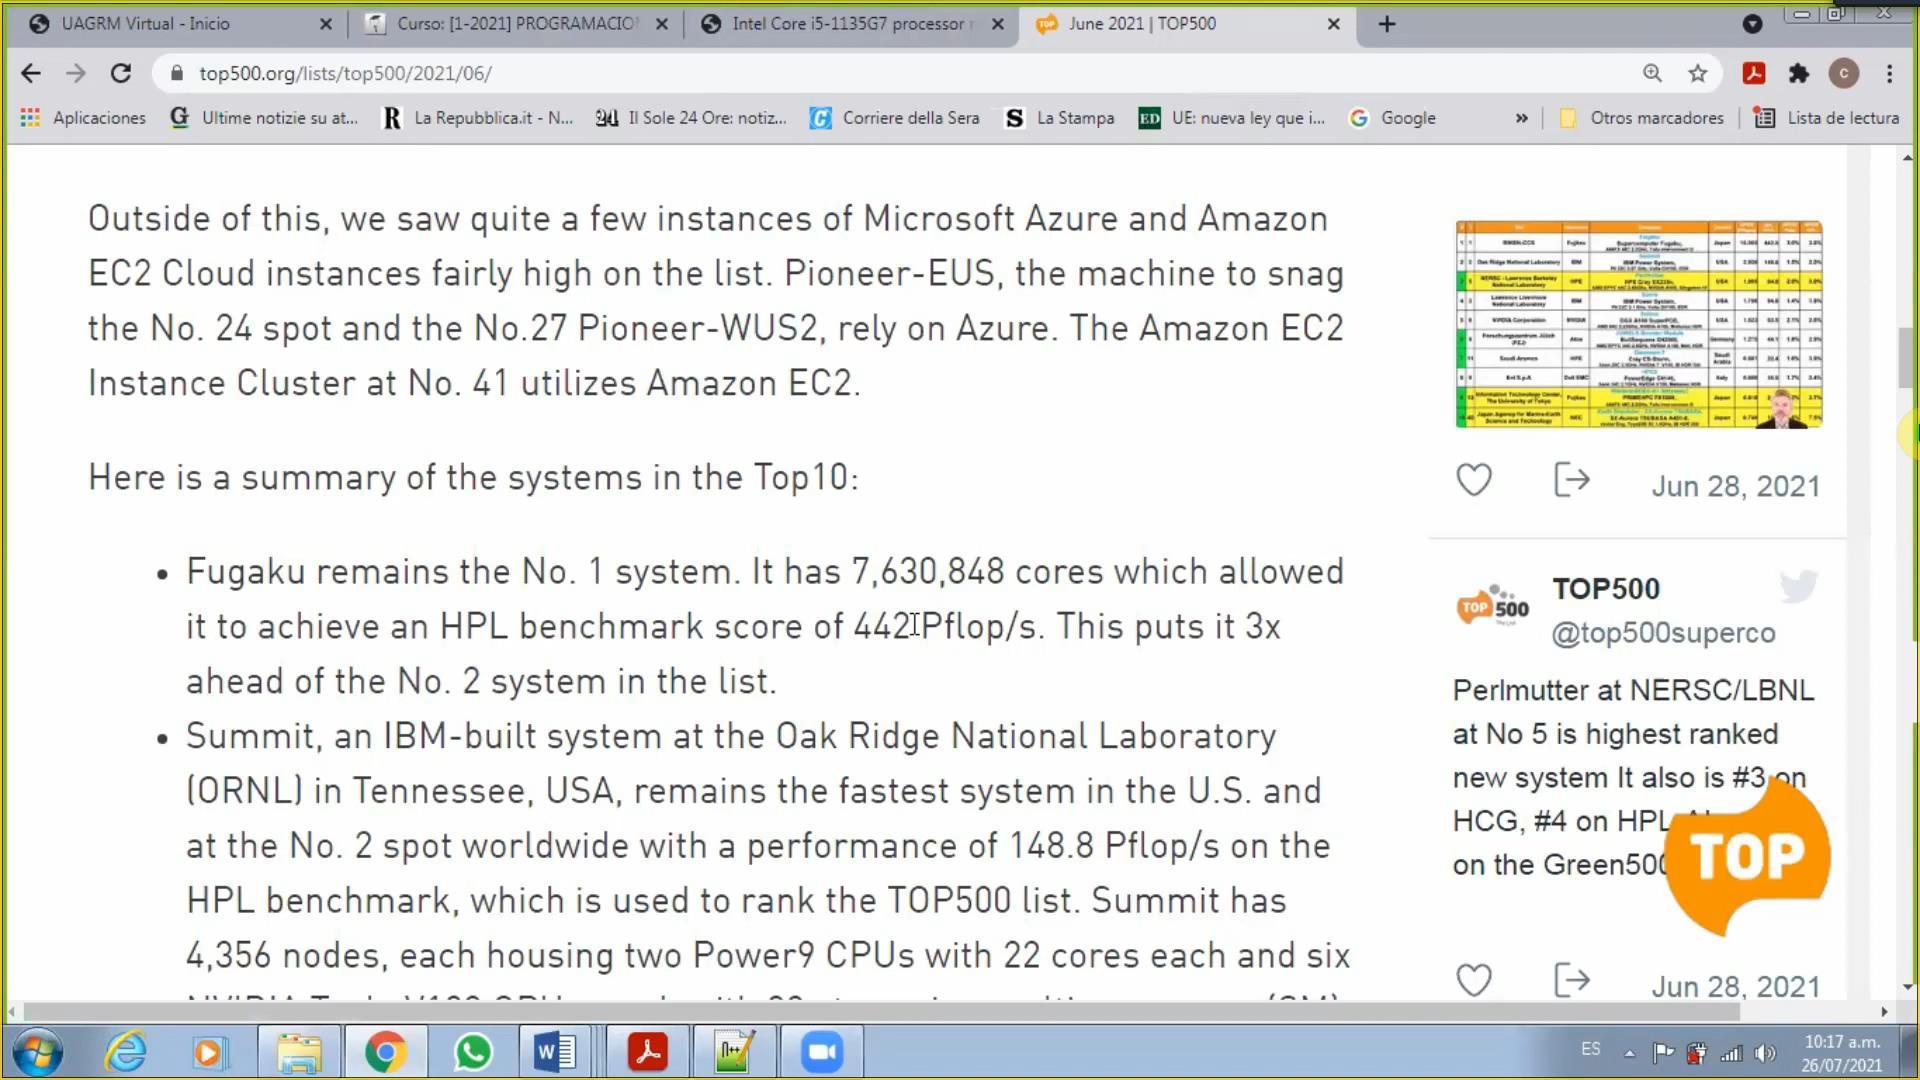 UAGRM Virtual - Inicio
Curso: [1-2021] PROGRAMACION
Intel Core i5-1135G7 processor
June 2021 | TOP500
top500.org/lists/top500/2021/06/
C
Aplicaciones
Ultime notizie su at...
La Repubblica.it - N...
Il Sole 24 Ore: notiz...
Corriere della Sera
La Stampa
UE: nueva ley que i...
Google
»
Otros marcadores
Lista de lectura
Outside of this, we saw quite a few instances of Microsoft Azure and Amazon
EC2 Cloud instances fairly high on the list. Pioneer-EUS, the machine to snag
the No. 24 spot and the No.27 Pioneer-WUS2, rely on Azure. The Amazon EC2
Instance Cluster at No. 41 utilizes Amazon EC2.
Here is a summary of the systems in the Top10:
• Fugaku remains the No. 1 system. It has 7,630,848 cores which allowed
it to achieve an HPL benchmark score of 442 Pflop/s. This puts it 3x
ahead of the No. 2 system in the list.
• Summit, an IBM-built system at the Oak Ridge National Laboratory
(ORNL) in Tennessee, USA, remains the fastest system in the U.S. and
at the No. 2 spot worldwide with a performance of 148.8 Pflop/s on the
HPL benchmark, which is used to rank the TOP500 list. Summit has
4,356 nodes, each housing two Power9 CPUs with 22 cores each and six
Jun 28, 2021
TOP 500
TOP500
@top500superco
Perlmutter at NERSC/LBNL
at No 5 is highest ranked
new system It also is #3 on
HCG, #4 on HPL
on the Green500
TOP
Jun 28, 2021
ES
10:17 a.m.
26/07/2021